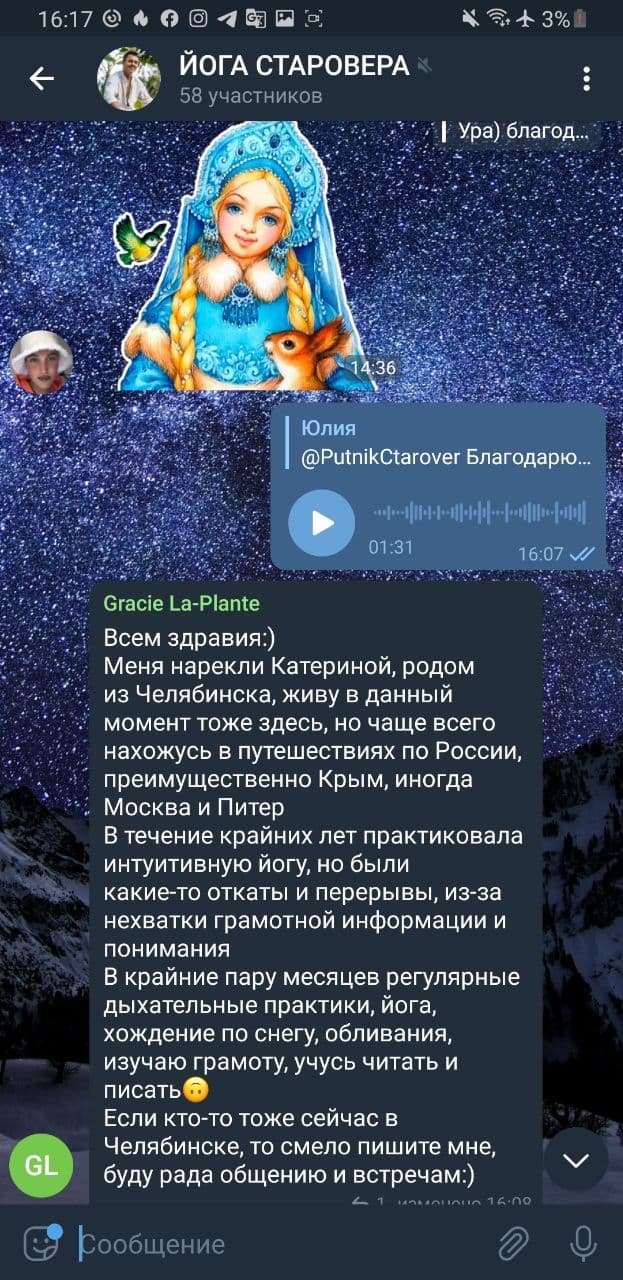 16:17
3%
ЙОГА СТАРОВЕРА
58 участников
Ура) благод...
14:36
Юлия
@PutnikCtarover Благодарю...
01:31
16:07
Gracie La-Plante
Всем здравия:)
Меня нарекли Катериной, родом
из Челябинска, живу в данный
момент тоже здесь, но чаще всего
нахожусь в путешествиях по России,
преимущественно Крым, иногда
Москва и Питер
В течение крайних лет практиковала
интуитивную йогу, но были
какие-то откаты и перерывы, из-за
нехватки грамотной информации и
понимания
В крайние пару месяцев регулярные
дыхательные практики, йога,
хождение по снегу, обливания,
изучаю грамоту, учусь читать и
писать🙃
Если кто-то тоже сейчас в
Челябинске, то смело пишите мне,
буду рада общению и встречам:)
1 изменено 16:08
GL
Сообщение